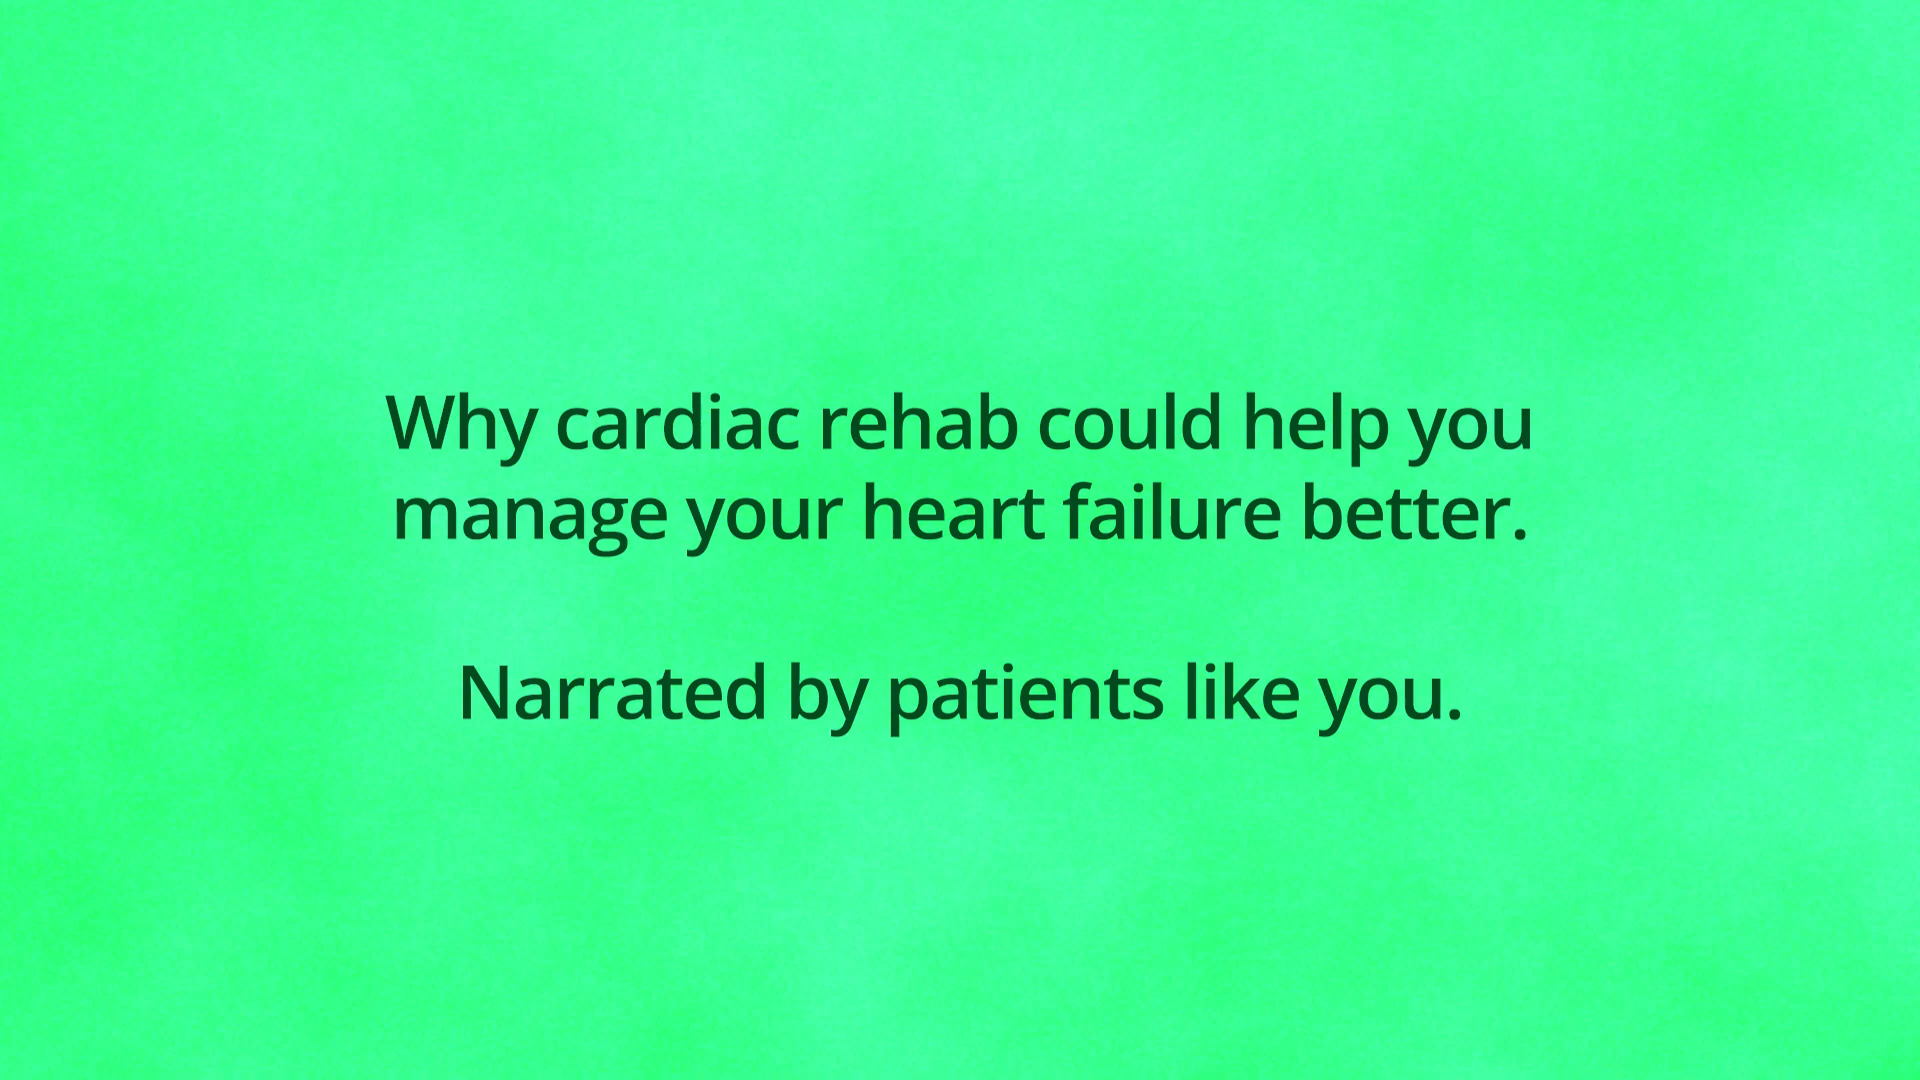 Why cardiac rehab could help you
manage your heart failure better.
Narrated by patients like you.